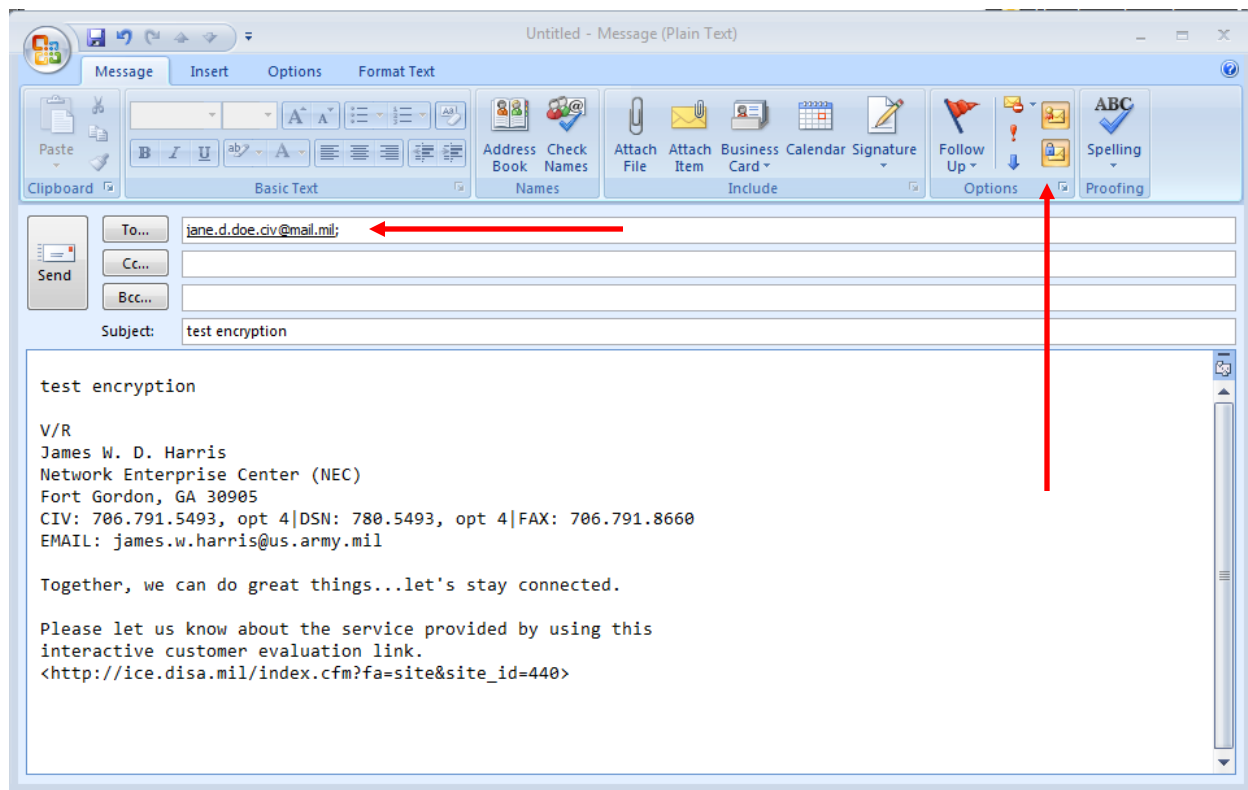 Untitled - Message (Plain Text)
Message Insert Options Format Text
Paste
Clipboard
B I U ab A
Basic Text
Address Book
Check Names
Names
Attach File
Attach Item
Business Card
Calendar
Signature
Include
Follow Up
Options
ABC
Spelling
Proofing
Send
To... jane.d.doe.civ@mail.mil;
Cc...
Bcc...
Subject: test encryption
test encryption
V/R
James W. D. Harris
Network Enterprise Center (NEC)
Fort Gordon, GA 30905
CIV: 706.791.5493, opt 4|DSN: 780.5493, opt 4|FAX: 706.791.8660
EMAIL: james.w.harris@us.army.mil
Together, we can do great things...let's stay connected.
Please let us know about the service provided by using this
interactive customer evaluation link.
<http://ice.disa.mil/index.cfm?fa=site&site_id=440>